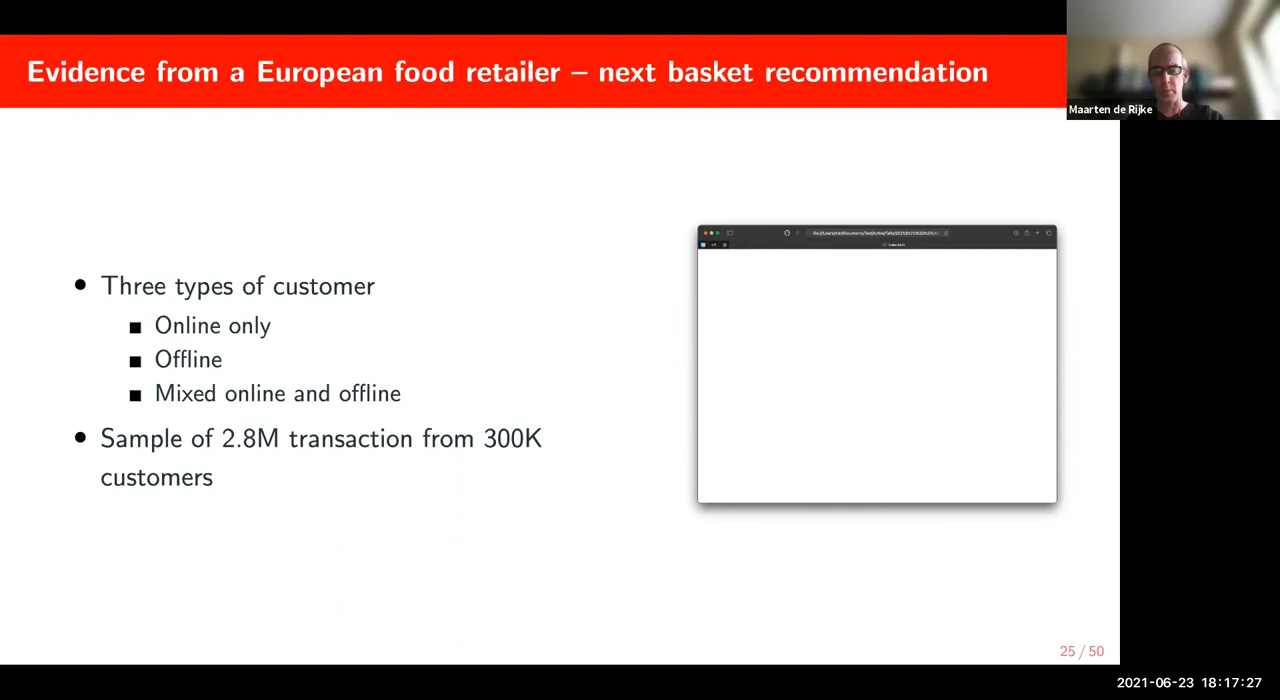 Evidence from a European food retailer – next basket recommendation
Maarten de Rijke
• Three types of customer
■ Online only
■ Offline
■ Mixed online and offline
• Sample of 2.8M transaction from 300K
customers
25 / 50
2021-06-23 18:17:27